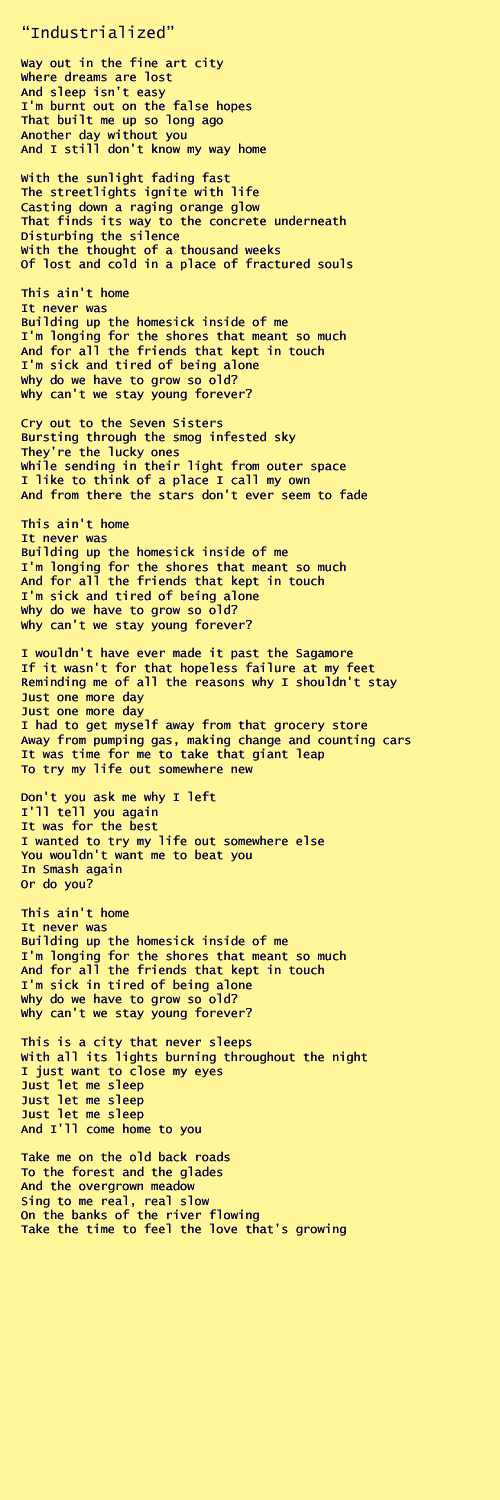 “Industrialized”
Way out in the fine art city
Where dreams are lost
And sleep isn't easy
I'm burnt out on the false hopes
That built me up so long ago
Another day without you
And I still don't know my way home
With the sunlight fading fast
The streetlights ignite with life
Casting down a raging orange glow
That finds its way to the concrete underneath
Disturbing the silence
With the thought of a thousand weeks
Of lost and cold in a place of fractured souls
This ain't home
It never was
Building up the homesick inside of me
I'm longing for the shores that meant so much
And for all the friends that kept in touch
I'm sick and tired of being alone
Why do we have to grow so old?
Why can't we stay young forever?
Cry out to the Seven Sisters
Bursting through the smog infested sky
They're the lucky ones
While sending in their light from outer space
I like to think of a place I call my own
And from there the stars don't ever seem to fade
This ain't home
It never was
Building up the homesick inside of me
I'm longing for the shores that meant so much
And for all the friends that kept in touch
I'm sick and tired of being alone
Why do we have to grow so old?
Why can't we stay young forever?
I wouldn't have ever made it past the Sagamore
If it wasn't for that hopeless failure at my feet
Reminding me of all the reasons why I shouldn't stay
Just one more day
Just one more day
I had to get myself away from that grocery store
Away from pumping gas, making change and counting cars
It was time for me to take that giant leap
To try my life out somewhere new
Don't you ask me why I left
I'll tell you again
It was for the best
I wanted to try my life out somewhere else
You wouldn't want me to beat you
In Smash again
Or do you?
This ain't home
It never was
Building up the homesick inside of me
I'm longing for the shores that meant so much
And for all the friends that kept in touch
I'm sick in tired of being alone
Why do we have to grow so old?
Why can't we stay young forever?
This is a city that never sleeps
With all its lights burning throughout the night
I just want to close my eyes
Just let me sleep
Just let me sleep
Just let me sleep
And I'll come home to you
Take me on the old back roads
To the forest and the glades
And the overgrown meadow
Sing to me real, real slow
On the banks of the river flowing
Take the time to feel the love that's growing